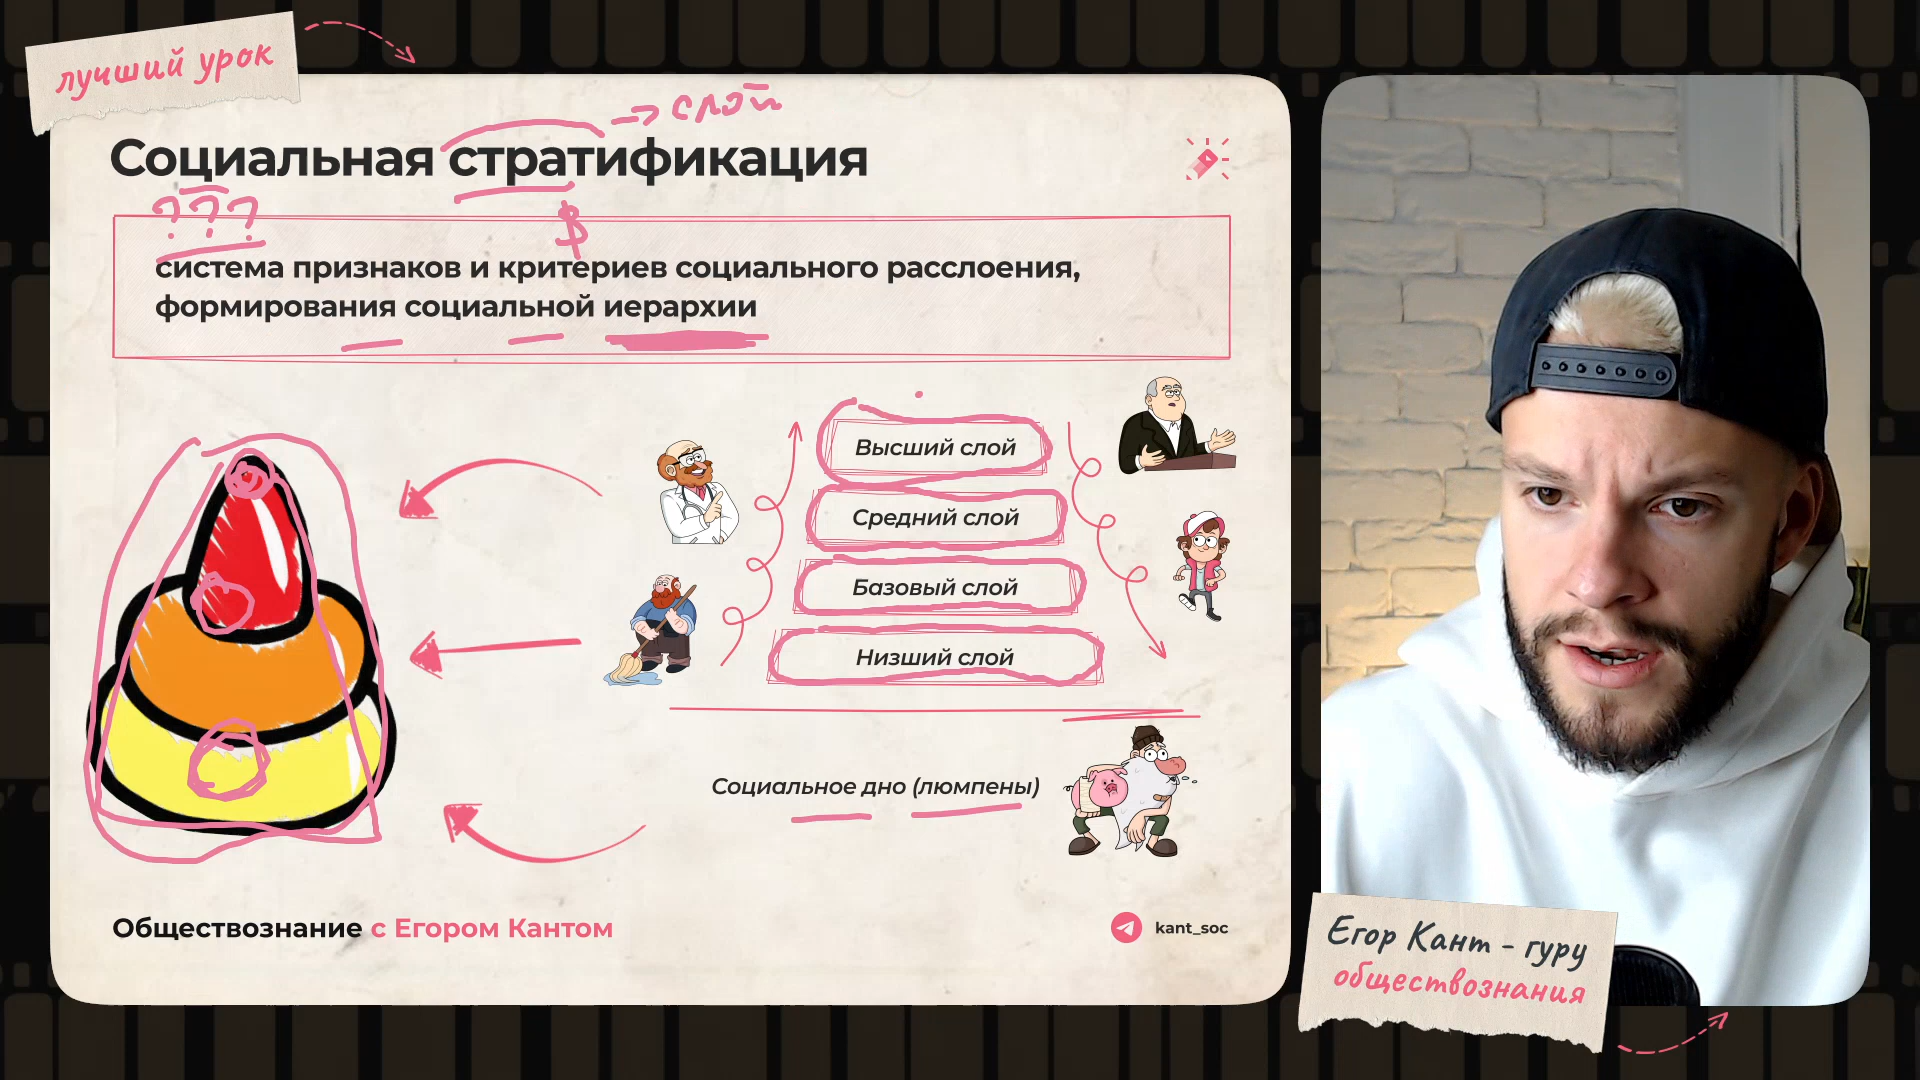 лучший урок
→ слой
Социальная стратификация
???
$
система признаков и критериев социального расслоения,
формирования социальной иерархии
Высший слой
Средний слой
Базовый слой
Низший слой
Социальное дно (люмпены)
Обществознание с Егором Кантом
kant_soc
Егор Кант - гуру
обществознания